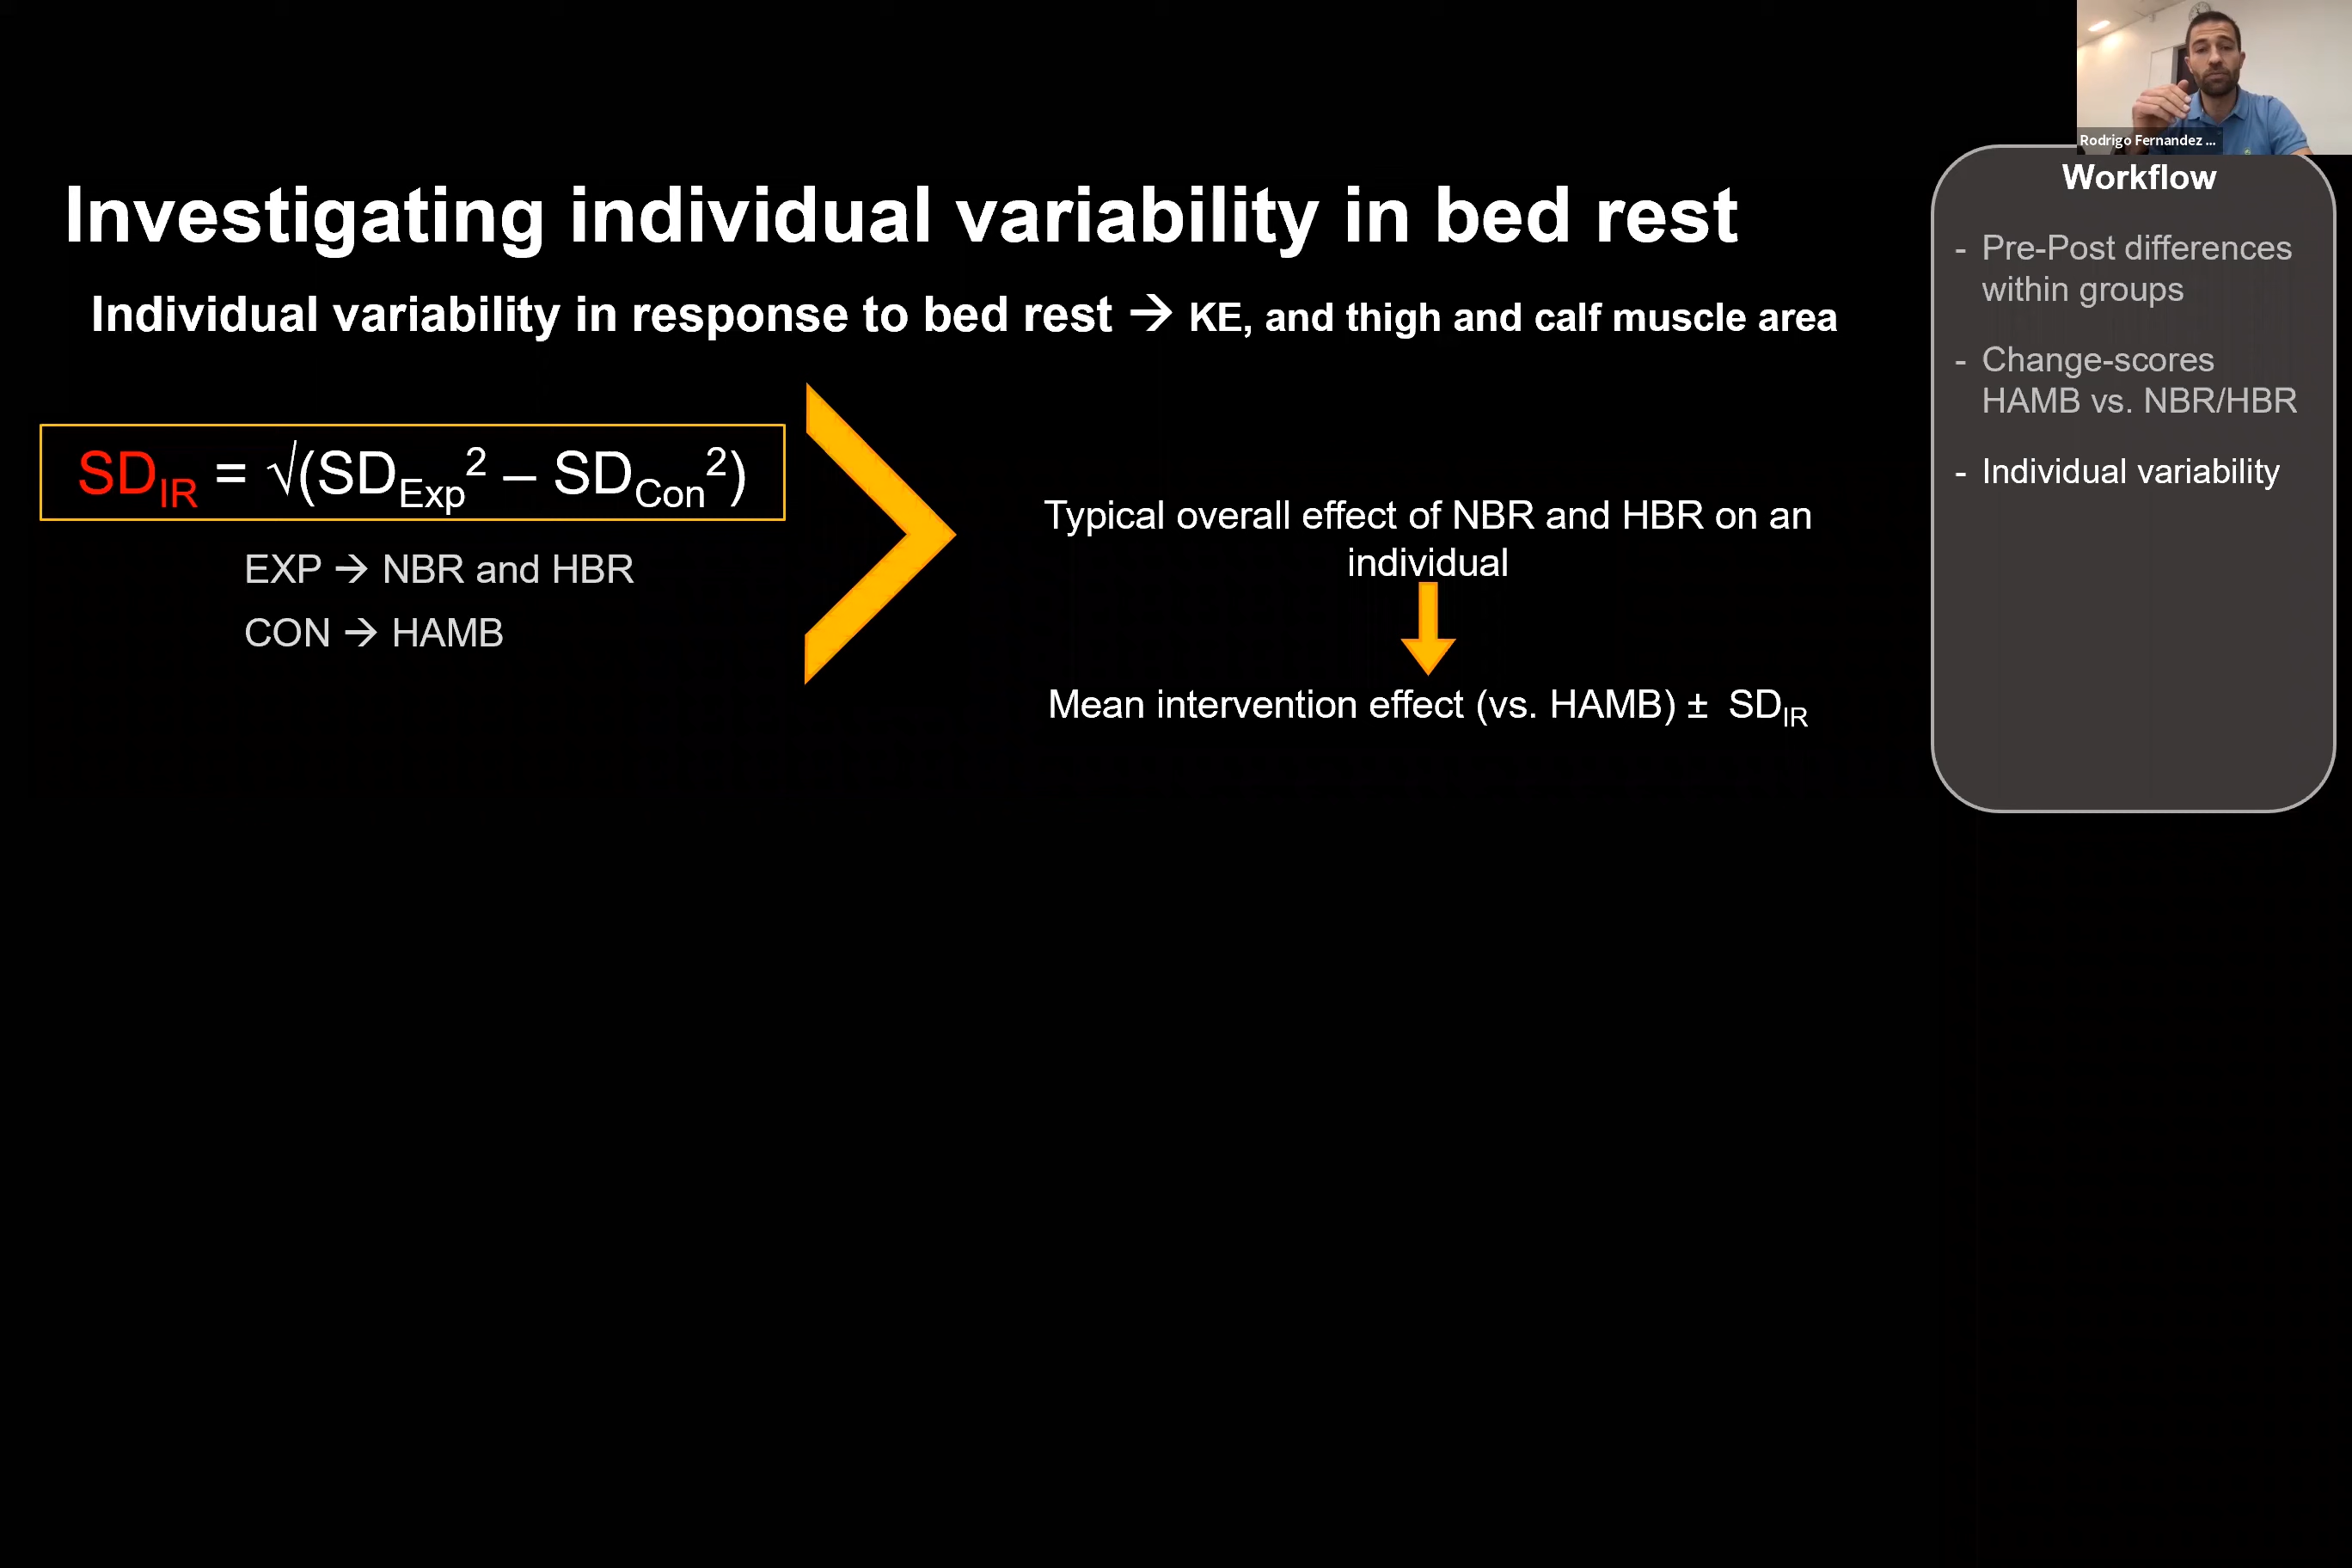 Rodrigo Fernandez ...
Investigating individual variability in bed rest
Individual variability in response to bed rest → KE, and thigh and calf muscle area
SD_IR = √(SD_Exp² – SD_Con²)
EXP → NBR and HBR
CON → HAMB
Typical overall effect of NBR and HBR on an
individual
Mean intervention effect (vs. HAMB) ± SD_IR
Workflow
- Pre-Post differences
within groups
- Change-scores
HAMB vs. NBR/HBR
- Individual variability